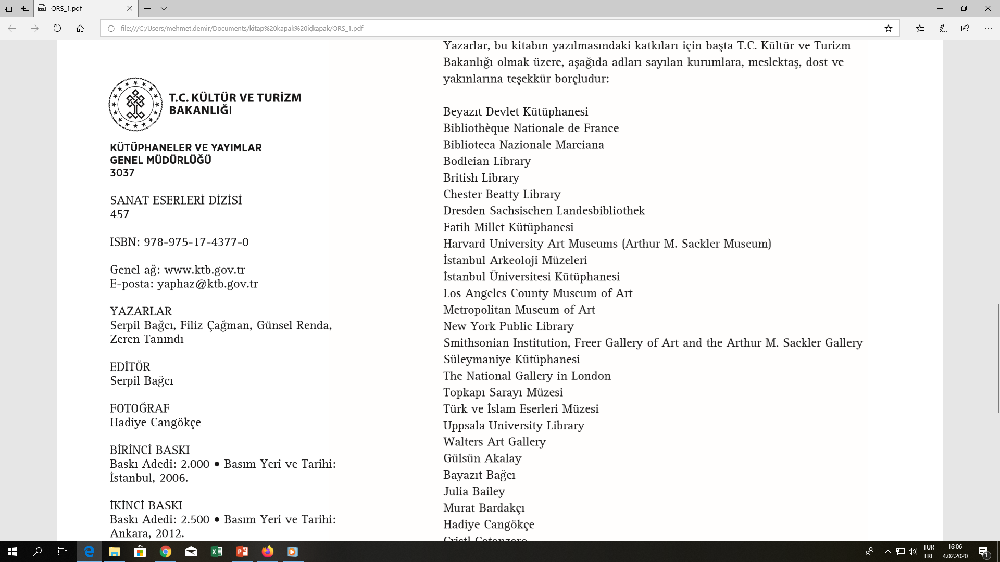 ORS_1.pdf
file:///C:/Users/mehmet.demir/Documents/kitap%20kapak%20içkapak/ORS_1.pdf
T.C. KÜLTÜR VE TURİZM
BAKANLIĞI
KÜTÜPHANELER VE YAYIMLAR
GENEL MÜDÜRLÜĞÜ
3037
SANAT ESERLERİ DİZİSİ
457
ISBN: 978-975-17-4377-0
Genel ağ: www.ktb.gov.tr
E-posta: yaphaz@ktb.gov.tr
YAZARLAR
Serpil Bağcı, Filiz Çağman, Günsel Renda,
Zeren Tanındı
EDİTÖR
Serpil Bağcı
FOTOĞRAF
Hadiye Cangökçe
BİRİNCİ BASKI
Baskı Adedi: 2.000 • Basım Yeri ve Tarihi:
İstanbul, 2006.
İKİNCİ BASKI
Baskı Adedi: 2.500 • Basım Yeri ve Tarihi:
Ankara, 2012.
Yazarlar, bu kitabın yazılmasındaki katkıları için başta T.C. Kültür ve Turizm
Bakanlığı olmak üzere, aşağıda adları sayılan kurumlara, meslektaş, dost ve
yakınlarına teşekkür borçludur:
Beyazıt Devlet Kütüphanesi
Bibliothèque Nationale de France
Biblioteca Nazionale Marciana
Bodleian Library
British Library
Chester Beatty Library
Dresden Sachsischen Landesbibliothek
Fatih Millet Kütüphanesi
Harvard University Art Museums (Arthur M. Sackler Museum)
İstanbul Arkeoloji Müzeleri
İstanbul Üniversitesi Kütüphanesi
Los Angeles County Museum of Art
Metropolitan Museum of Art
New York Public Library
Smithsonian Institution, Freer Gallery of Art and the Arthur M. Sackler Gallery
Süleymaniye Kütüphanesi
The National Gallery in London
Topkapı Sarayı Müzesi
Türk ve İslam Eserleri Müzesi
Uppsala University Library
Walters Art Gallery
Gülsün Akalay
Bayazıt Bağcı
Julia Bailey
Murat Bardakçı
Hadiye Cangökçe
Cristl Catanzaro
TUR
TRF
16:06
4.02.2020
1